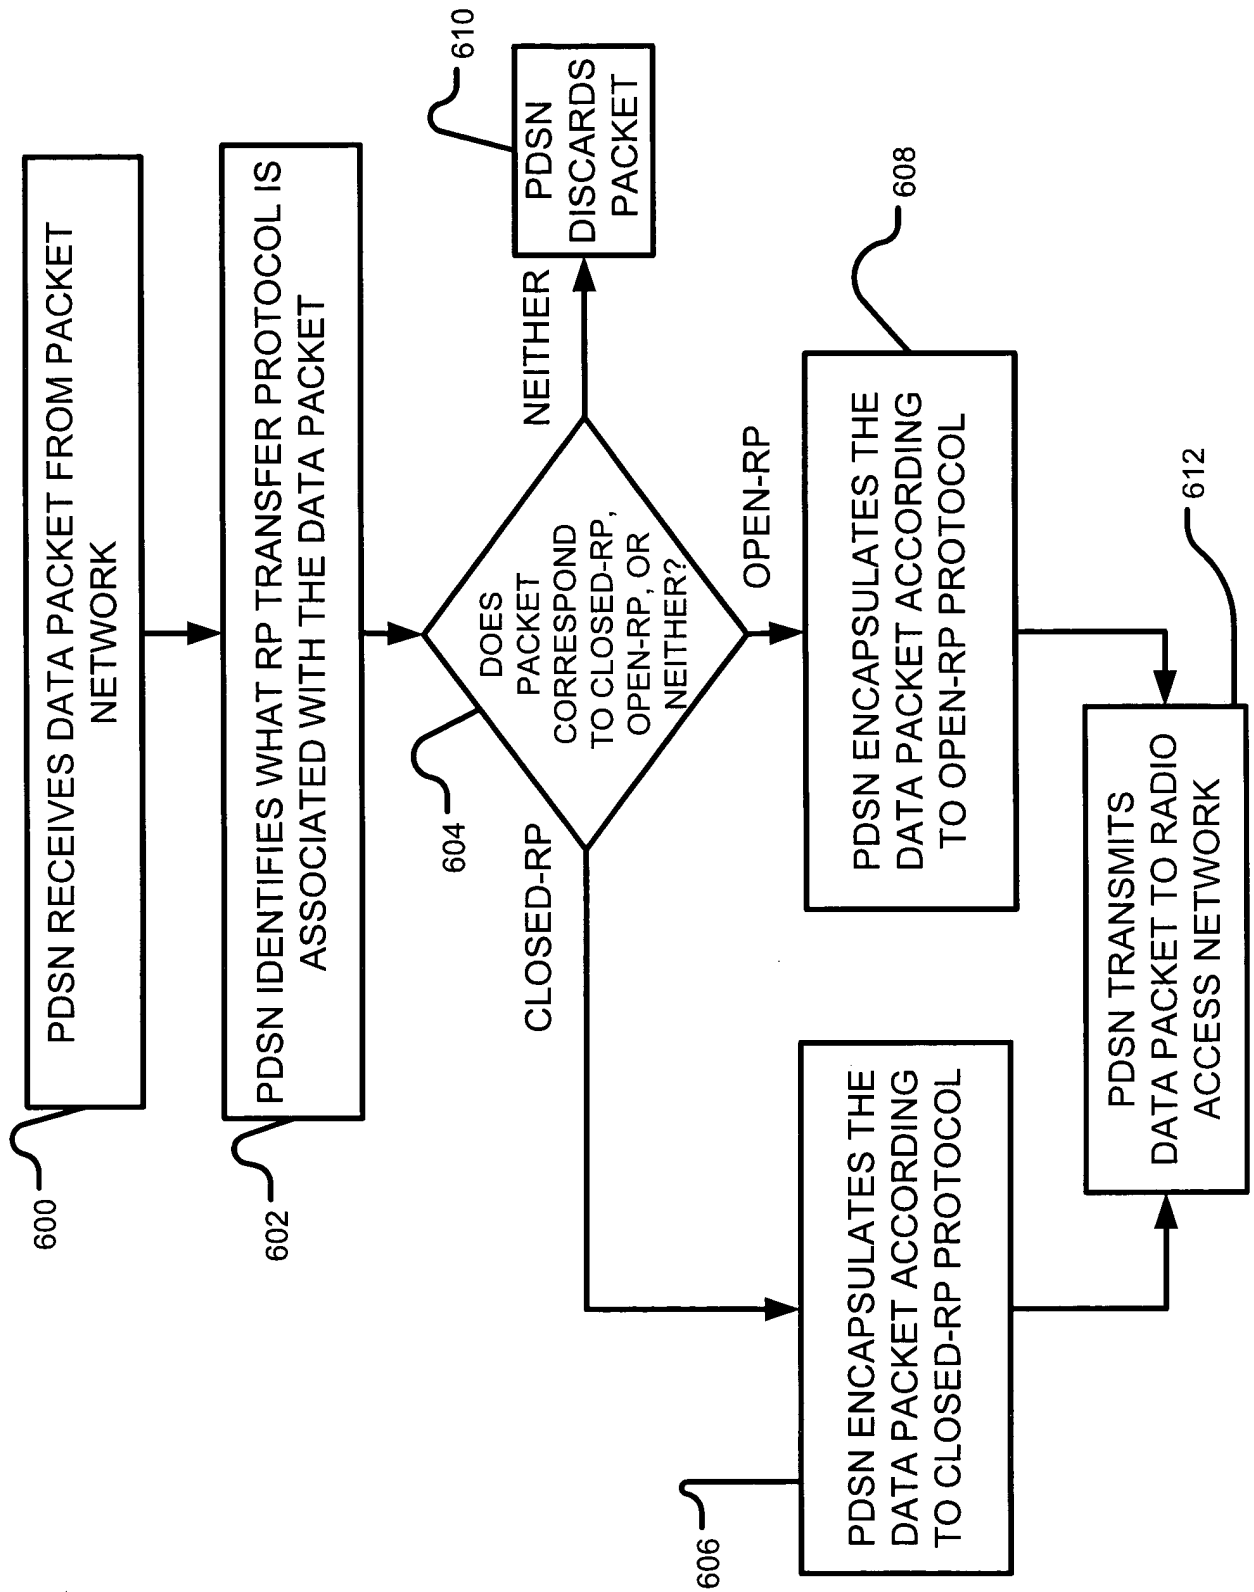 600
PDSN RECEIVES DATA PACKET FROM PACKET
NETWORK
602
PDSN IDENTIFIES WHAT RP TRANSFER PROTOCOL IS
ASSOCIATED WITH THE DATA PACKET
604
DOES
PACKET
CORRESPOND
TO CLOSED-RP,
OPEN-RP, OR
NEITHER?
NEITHER
610
PDSN
DISCARDS
PACKET
CLOSED-RP
OPEN-RP
606
PDSN ENCAPSULATES THE
DATA PACKET ACCORDING
TO CLOSED-RP PROTOCOL
608
PDSN ENCAPSULATES THE
DATA PACKET ACCORDING
TO OPEN-RP PROTOCOL
612
PDSN TRANSMITS
DATA PACKET TO RADIO
ACCESS NETWORK